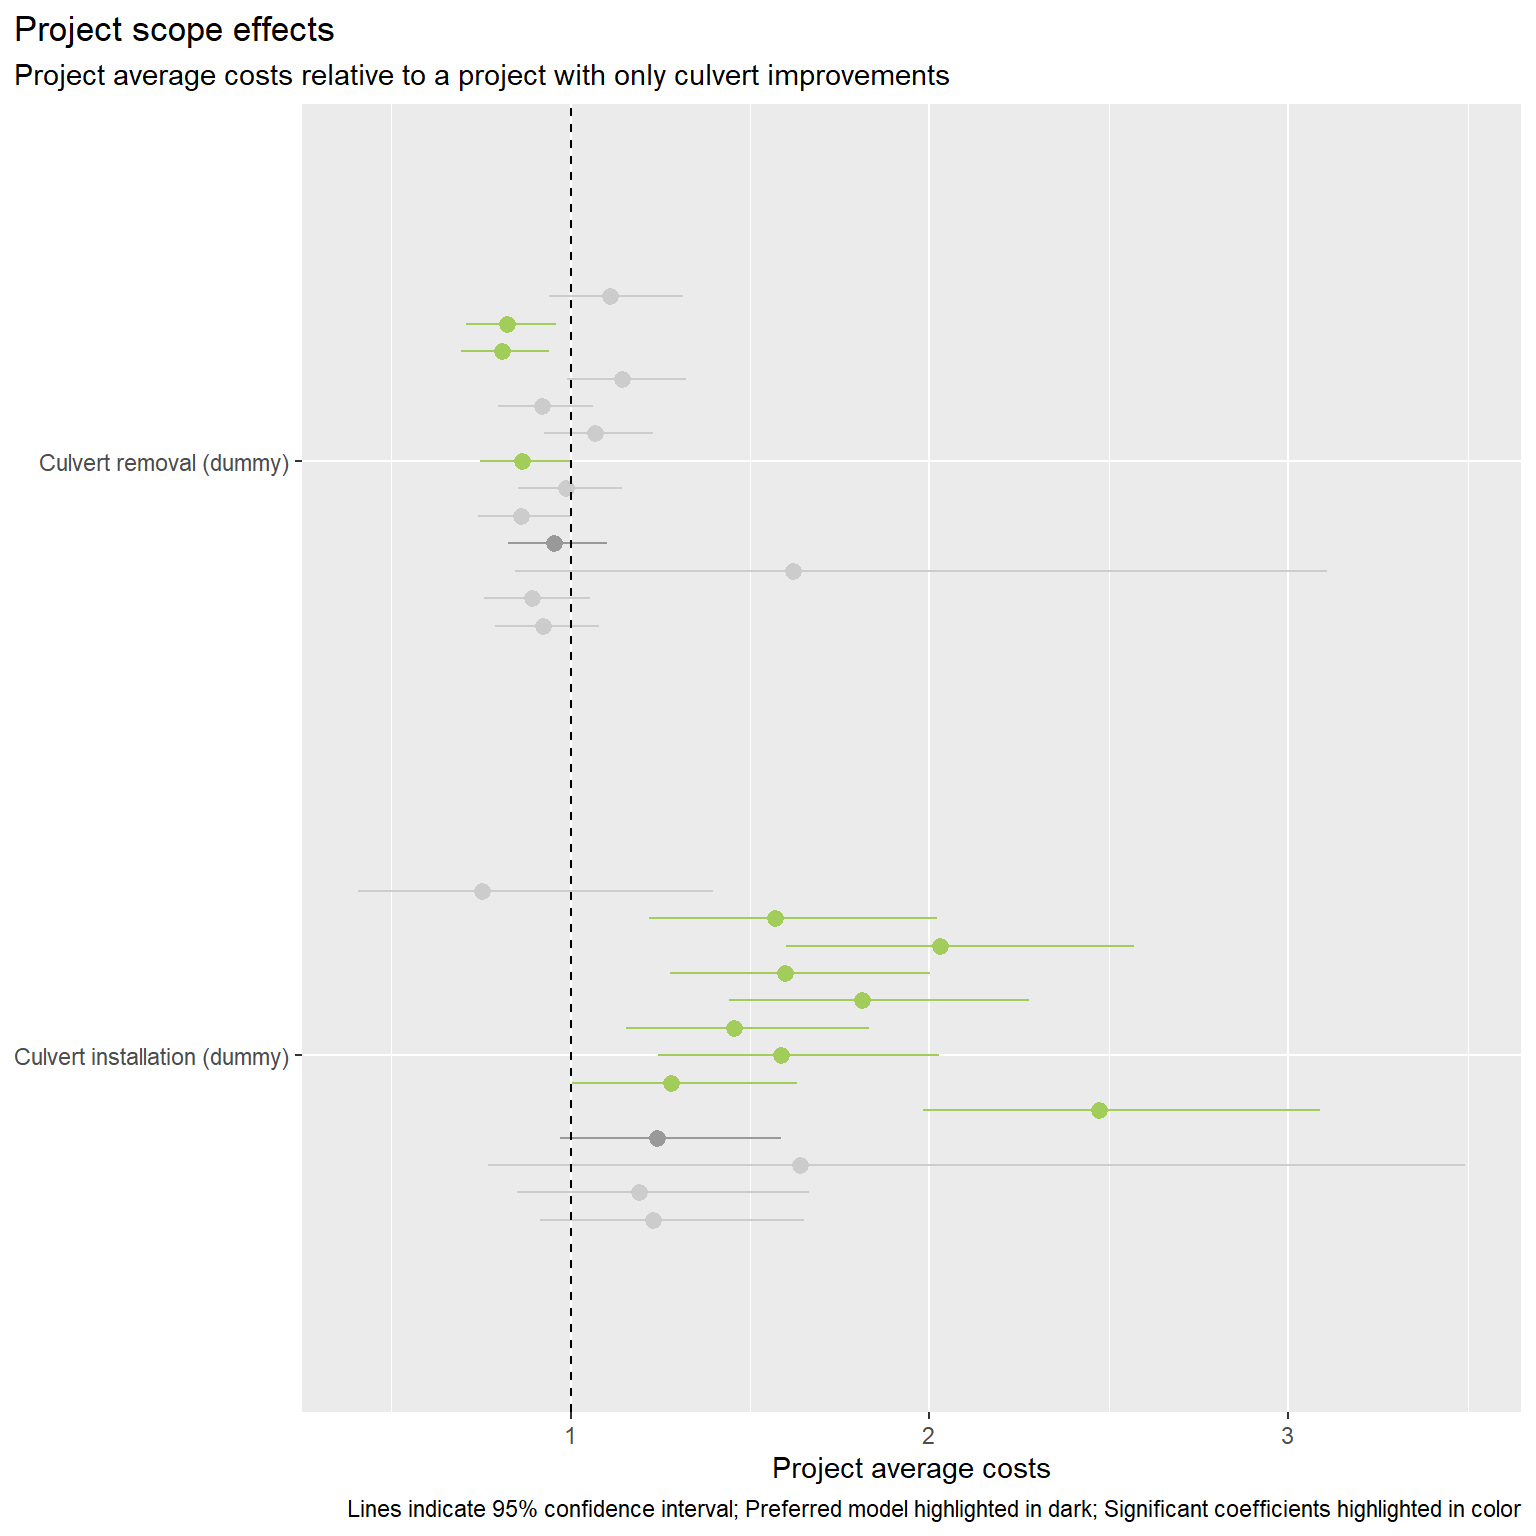 Project scope effects
Project average costs relative to a project with only culvert improvements
Culvert removal (dummy)
Culvert installation (dummy)
1 2 3
Project average costs
Lines indicate 95% confidence interval; Preferred model highlighted in dark; Significant coefficients highlighted in color